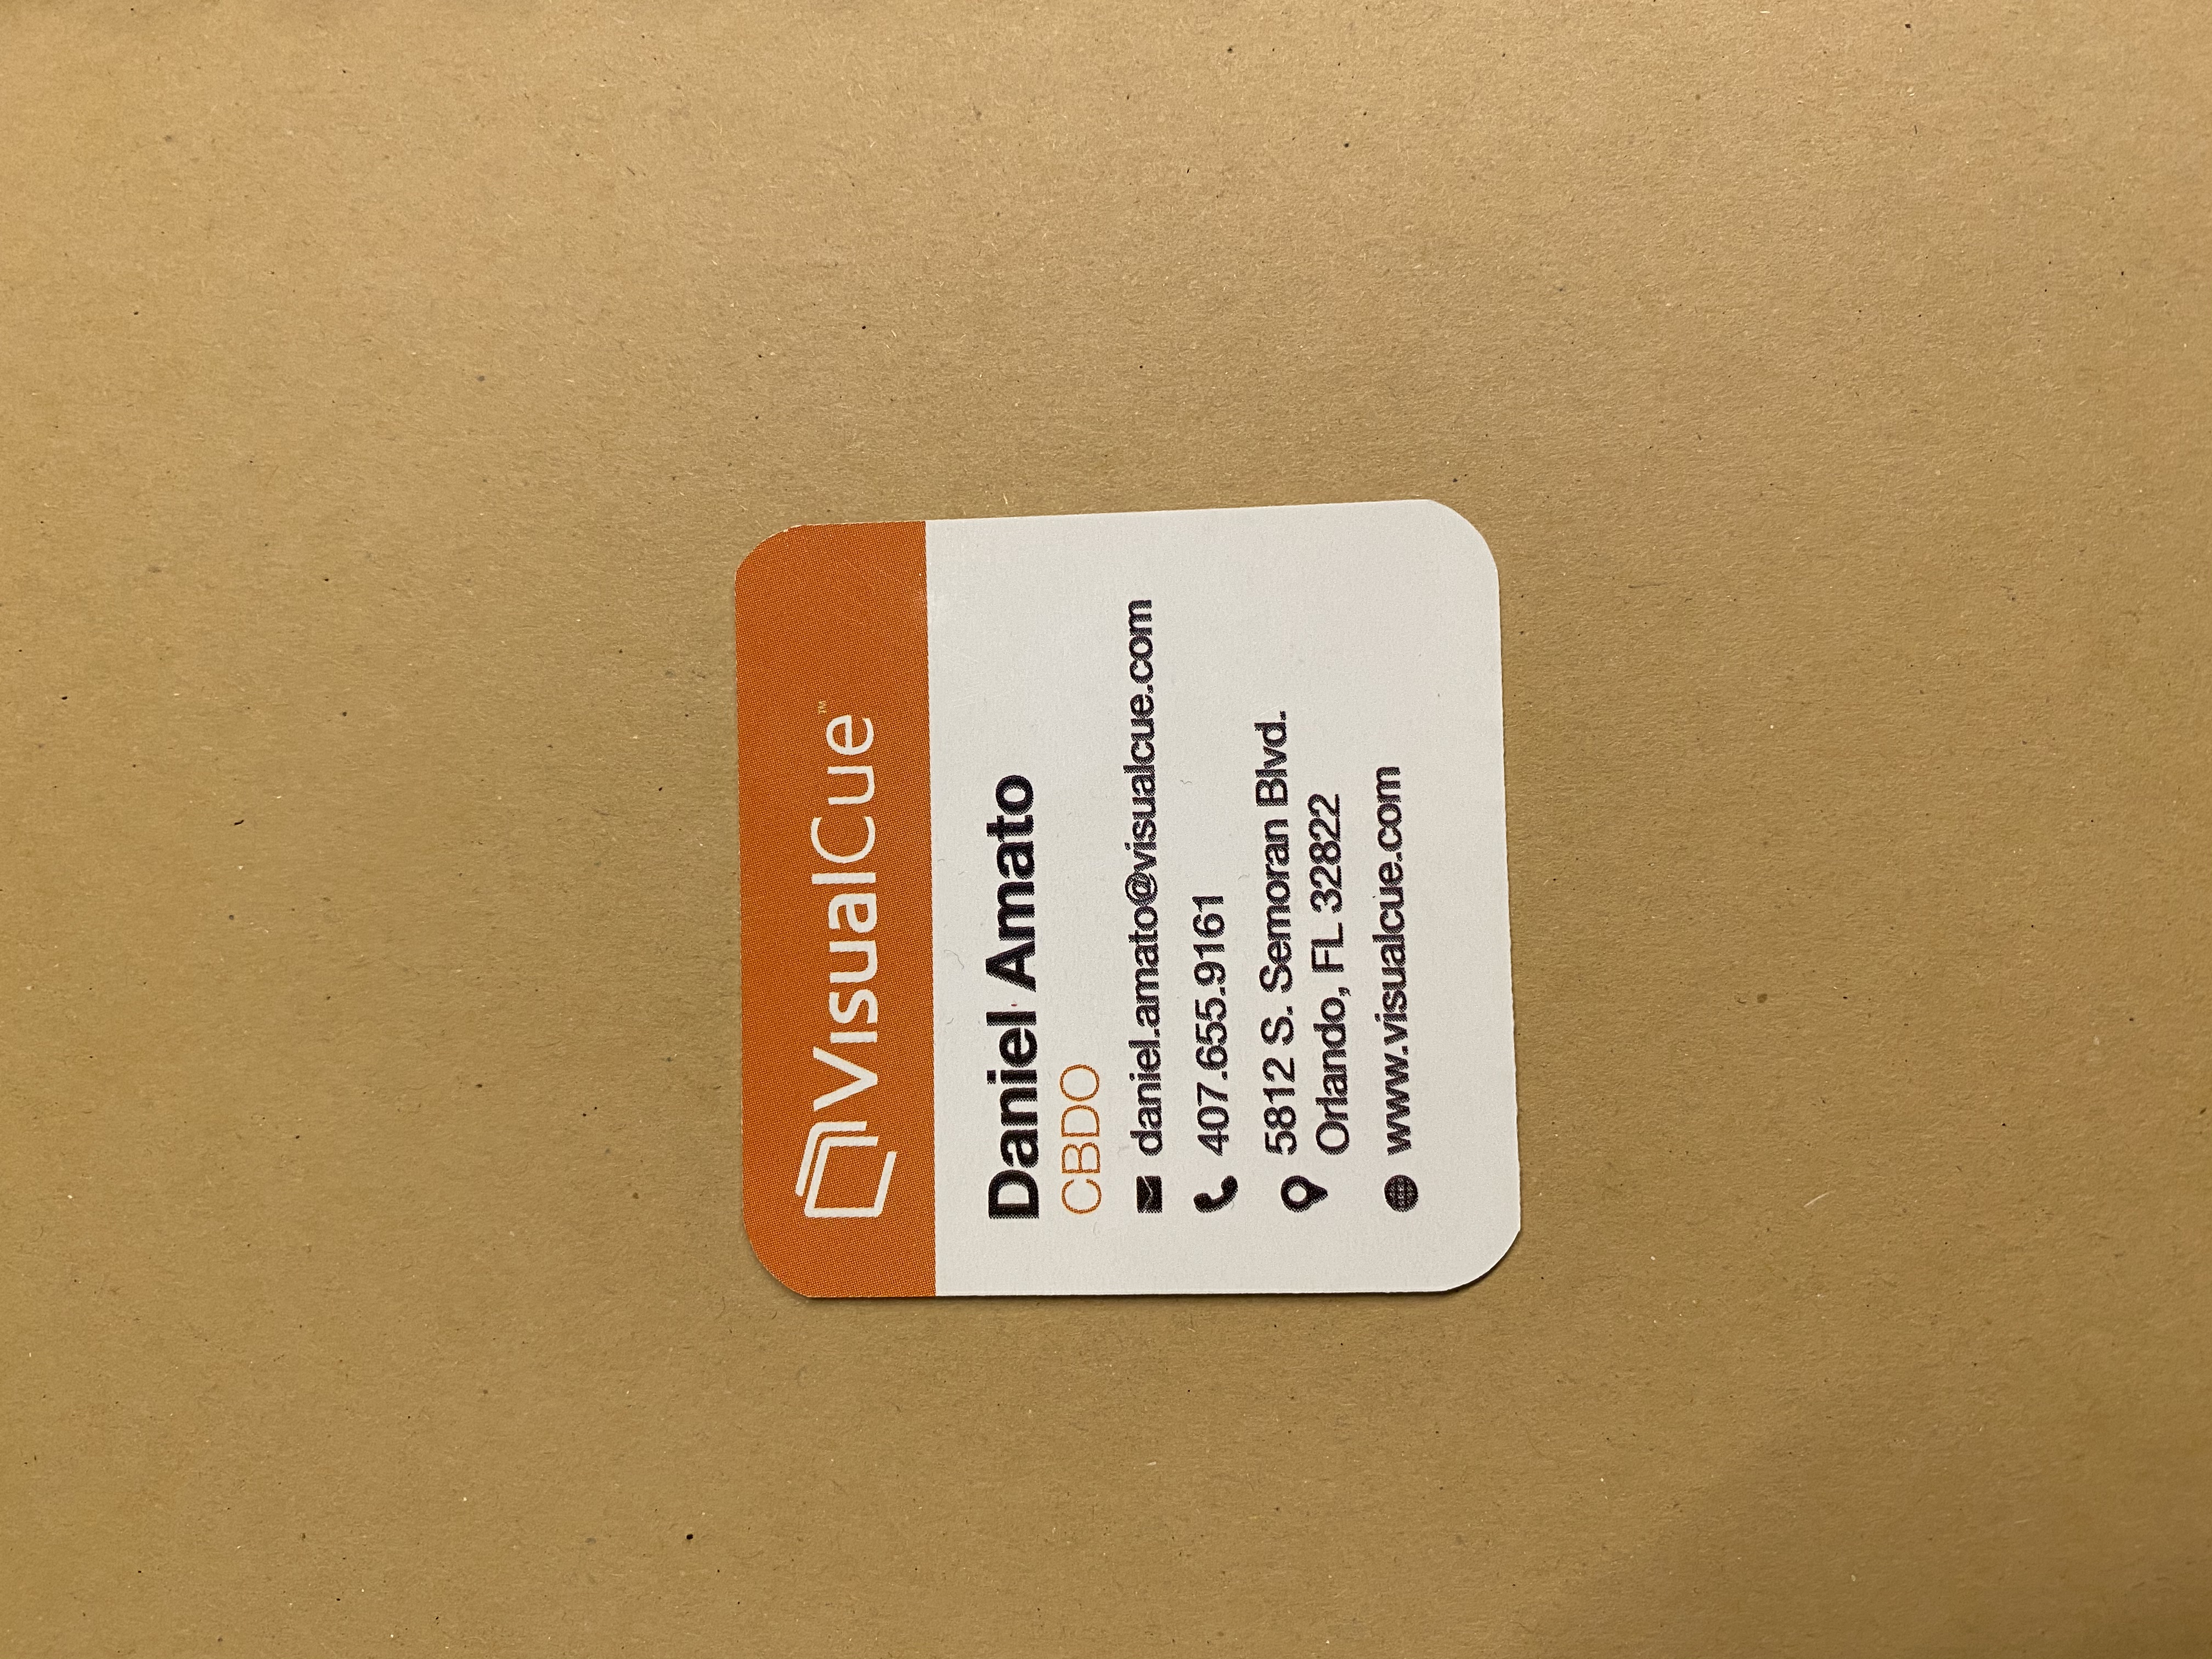 VisualCue™
Daniel Amato
CBDO
daniel.amato@visualcue.com
407.655.9161
5812 S. Semoran Blvd.
Orlando, FL 32822
www.visualcue.com